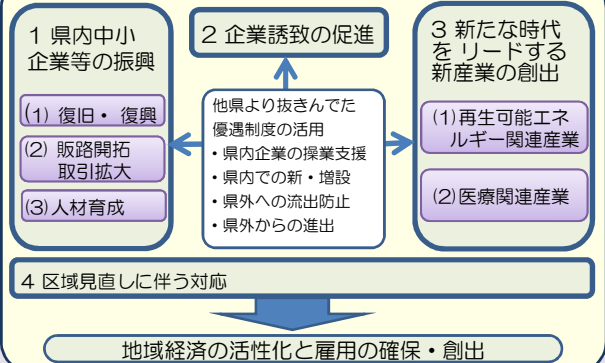 1 県内中小
企業等の振興
(1) 復旧・ 復興
(2) 販路開拓
取引拡大
(3)人材育成
2 企業誘致の促進
他県より抜きんでた
優遇制度の活用
・県内企業の操業支援
・県内での新・増設
・県外への流出防止
・県外からの進出
3 新たな時代
を リードする
新産業の創出
(1)再生可能エネ
ルギー関連産業
(2)医療関連産業
4 区域見直しに伴う対応
地域経済の活性化と雇用の確保・創出